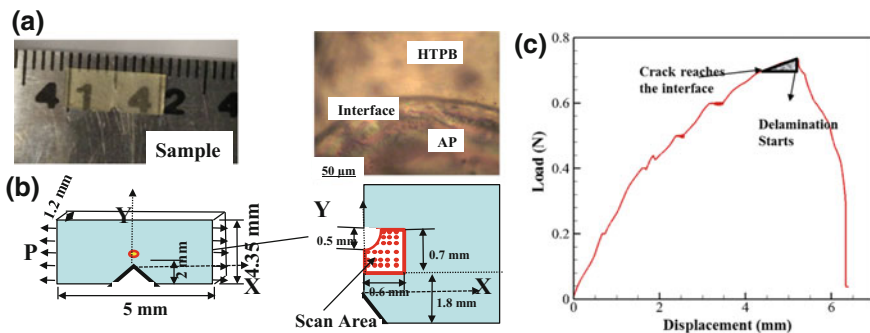 (a)
4 1 4 2 4
Sample
HTPB
Interface
AP
50 µm
(b)
1.2 mm
Y
P
2 mm
4.35 mm
X
5 mm
Y
0.5 mm
0.7 mm
0.6 mm
X
1.8 mm
Scan Area
(c)
0.8
0.6
0.4
0.2
0
Load (N)
Crack reaches
the interface
Delamination
Starts
0 2 4 6
Displacement (mm)